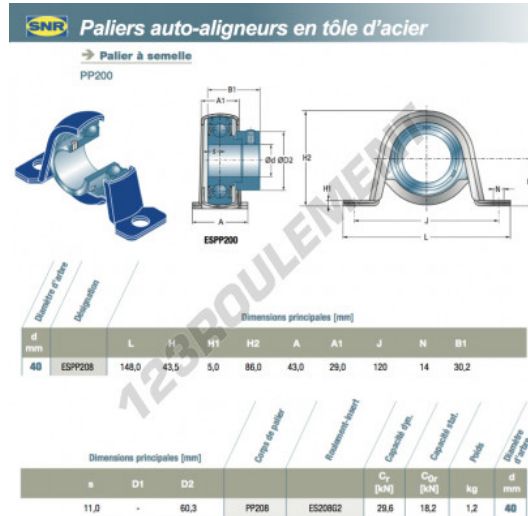 SNR Paliers auto-aligneurs en tôle d'acier
Palier à semelle
PP200
B1
A1
s
Ød ØD2
A
ESPP200
H2
H1
N
J
L
123ROULEMENT
Diamètre d'arbre
Désignation
Dimensions principales [mm]
d mm L H H1 H2 A A1 J N B1
40 ESPP208 148,0 43,5 5,0 86,0 43,0 29,0 120 14 30,2
Dimensions principales [mm]
Corps de palier
Roulement-insert
Capacité dyn.
Capacité stat.
Poids
Diamètre d'arbre
s D1 D2 Cr [kN] C0r [kN] kg d mm
11,0 - 60,3 PP208 ES208G2 29,6 18,2 1,2 40